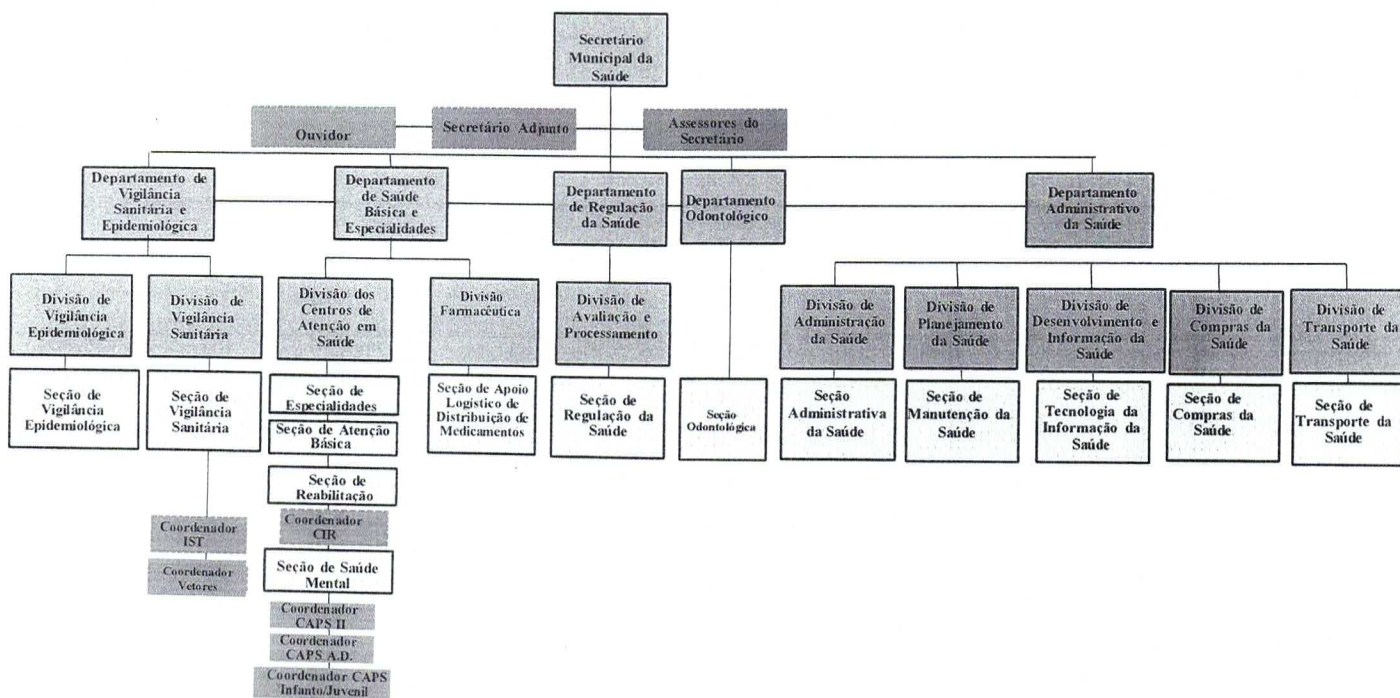 Secretário
Municipal da
Saúde
Ouvidor
Secretário Adjunto
Assessores do
Secretário
Departamento de
Vigilância
Sanitária e
Epidemiológica
Departamento
de Saúde
Básica e
Especialidades
Departamento
de Regulação
da Saúde
Departamento
Odontológico
Departamento
Administrativo
da Saúde
Divisão de
Vigilância
Epidemiológica
Divisão de
Vigilância
Sanitária
Divisão dos
Centros de
Atenção em
Saúde
Divisão
Farmacêutica
Divisão de
Avaliação e
Processamento
Divisão de
Administração
da Saúde
Divisão de
Planejamento
da Saúde
Divisão de
Desenvolvimento e
Informação da
Saúde
Divisão de
Compras da
Saúde
Divisão de
Transporte da
Saúde
Seção de
Vigilância
Epidemiológica
Seção de
Vigilância
Sanitária
Seção de
Especialidades
Seção de Atenção
Básica
Seção de
Reabilitação
Coordenador
CIR
Seção de Saúde
Mental
Coordenador
CAPS II
Coordenador
CAPS A.D.
Coordenador CAPS
Infanto/Juvenil
Seção de Apoio
Logístico de
Distribuição de
Medicamentos
Seção de
Regulação da
Saúde
Seção
Odontológica
Seção
Administrativa
da Saúde
Seção de
Manutenção da
Saúde
Seção de
Tecnologia da
Informação da
Saúde
Seção de
Compras da
Saúde
Seção de
Transporte da
Saúde
Coordenador
IST
Coordenador
Vetores